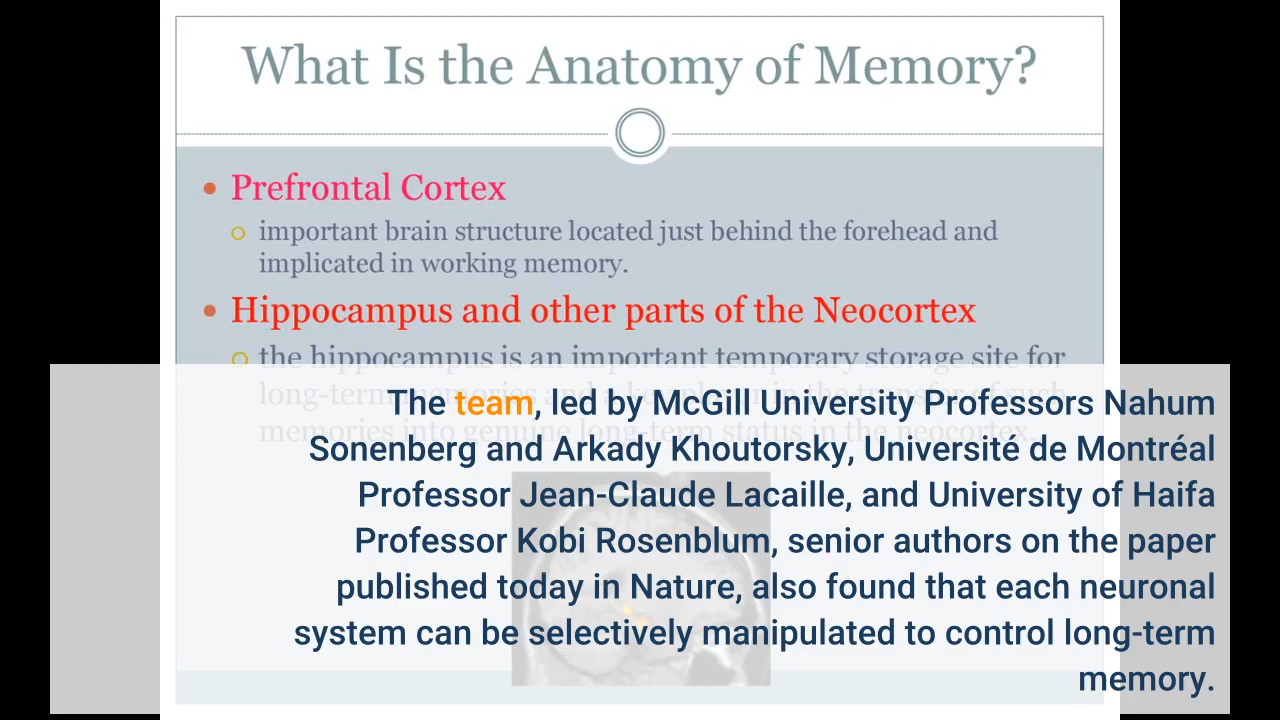 What Is the Anatomy of Memory?
Prefrontal Cortex
important brain structure located just behind the forehead and
implicated in working memory.
Hippocampus and other parts of the Neocortex
the hippocampus is an important temporary storage site for
long-term memories and a key player in the transfer of such
memories into genuine long-term status in the neocortex.
The team, led by McGill University Professors Nahum
Sonenberg and Arkady Khoutorsky, Université de Montréal
Professor Jean-Claude Lacaille, and University of Haifa
Professor Kobi Rosenblum, senior authors on the paper
published today in Nature, also found that each neuronal
system can be selectively manipulated to control long-term
memory.